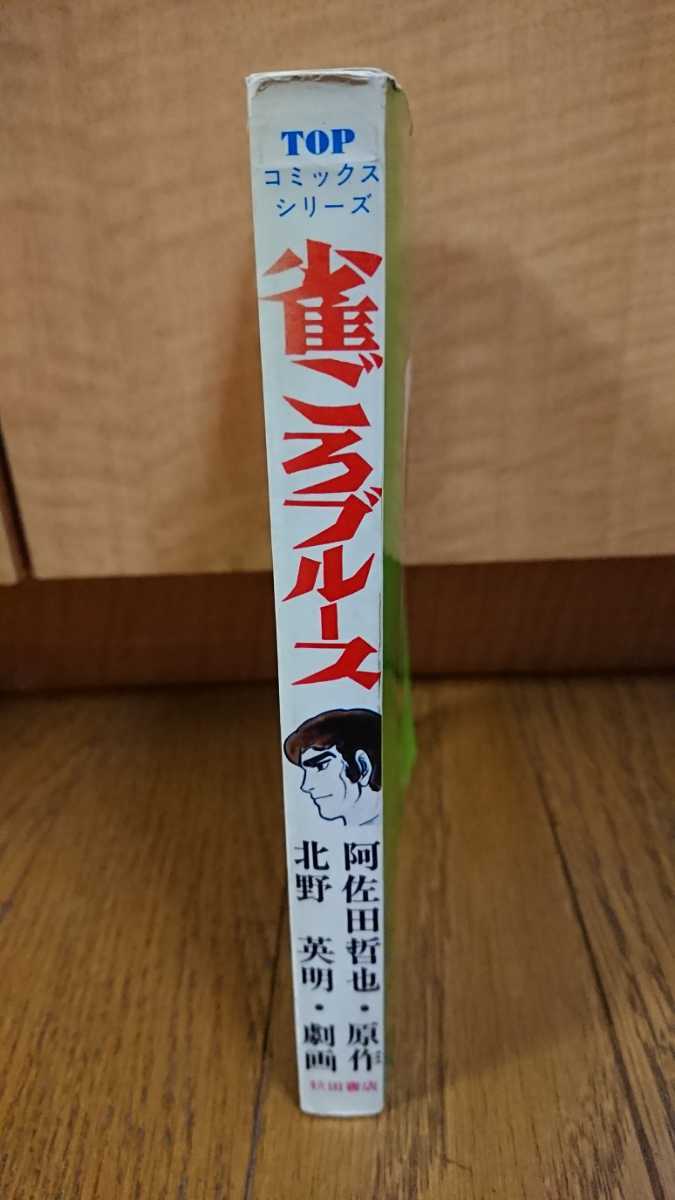 TOP
コミックス
シリーズ
雀ごろブルース
阿佐田哲也・原作
北野英明・劇画
秋田書店